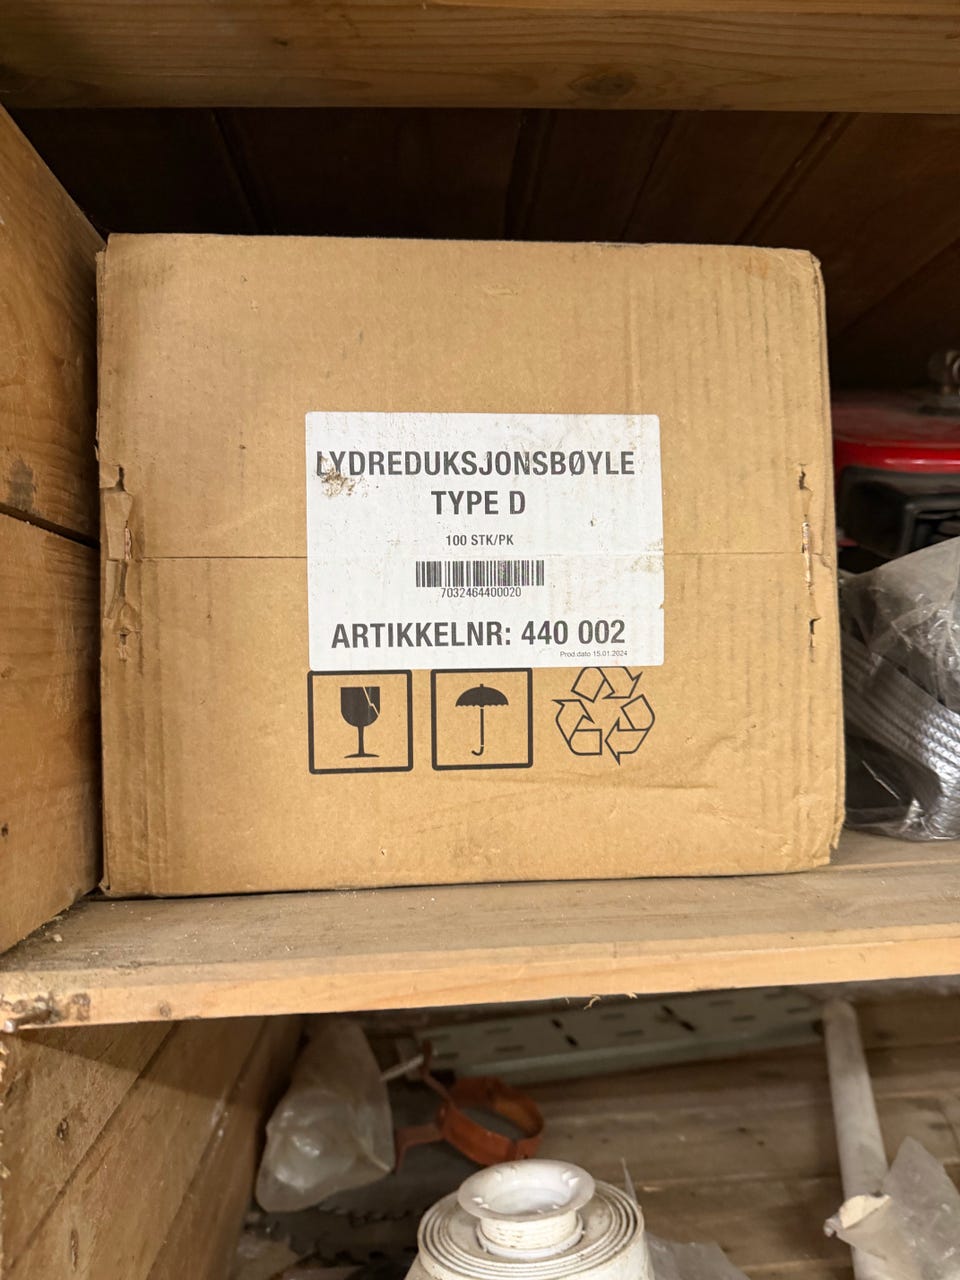 LYDREDUKSJONSBØYLE
TYPE D
100 STK/PK
7032464400020
ARTIKKELNR: 440 002
Prod.dato 15.01.2024